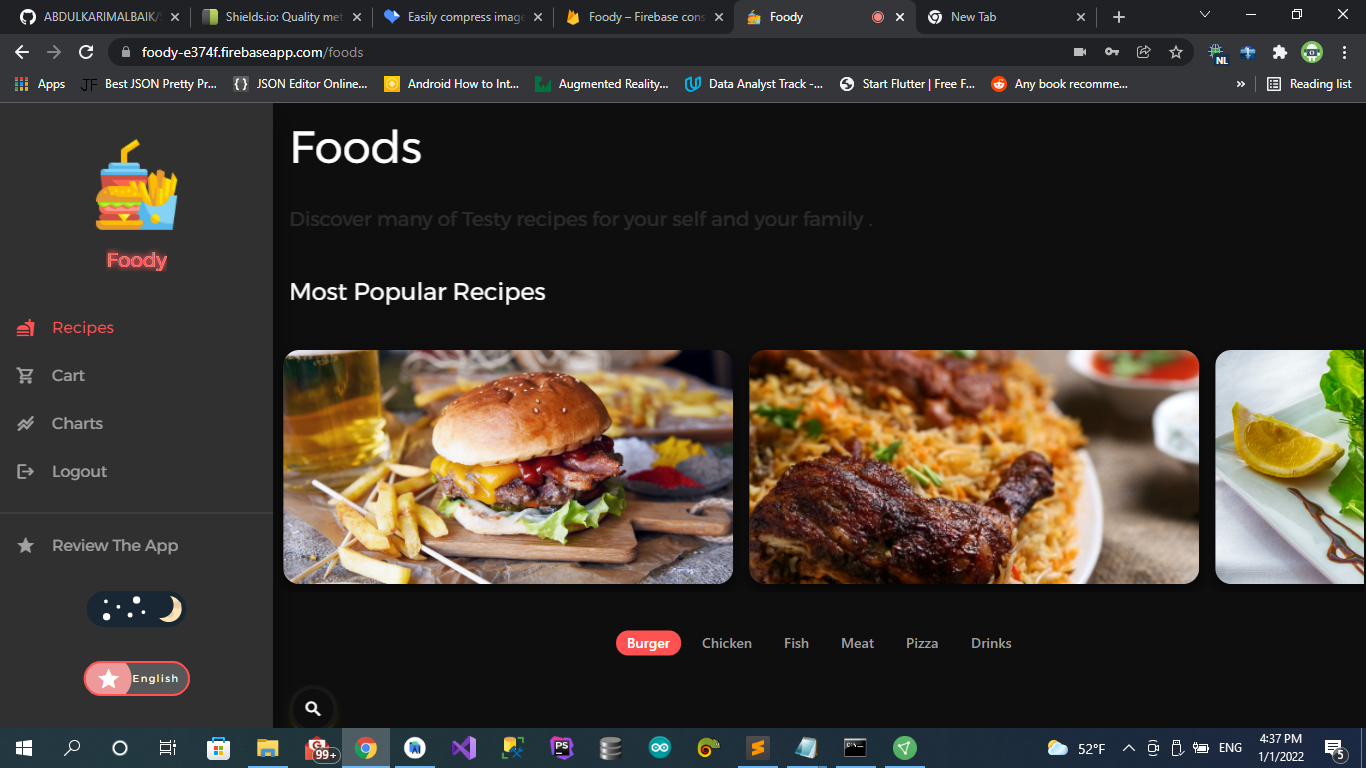 ABDULKARIMALBAIK/
Shields.io: Quality met
Easily compress image
Foody – Firebase cons
Foody
New Tab
foody-e374f.firebaseapp.com/foods
NL
Apps
JF Best JSON Pretty Pr...
{ } JSON Editor Online...
Android How to Int...
Augmented Reality...
Data Analyst Track -...
Start Flutter | Free F...
Any book recomme...
»
Reading list
Foody
Recipes
Cart
Charts
Logout
Review The App
English
Foods
Discover many of Testy recipes for your self and your family .
Most Popular Recipes
Burger
Chicken
Fish
Meat
Pizza
Drinks
99+
PS
52°F
ENG
4:37 PM
1/1/2022
5